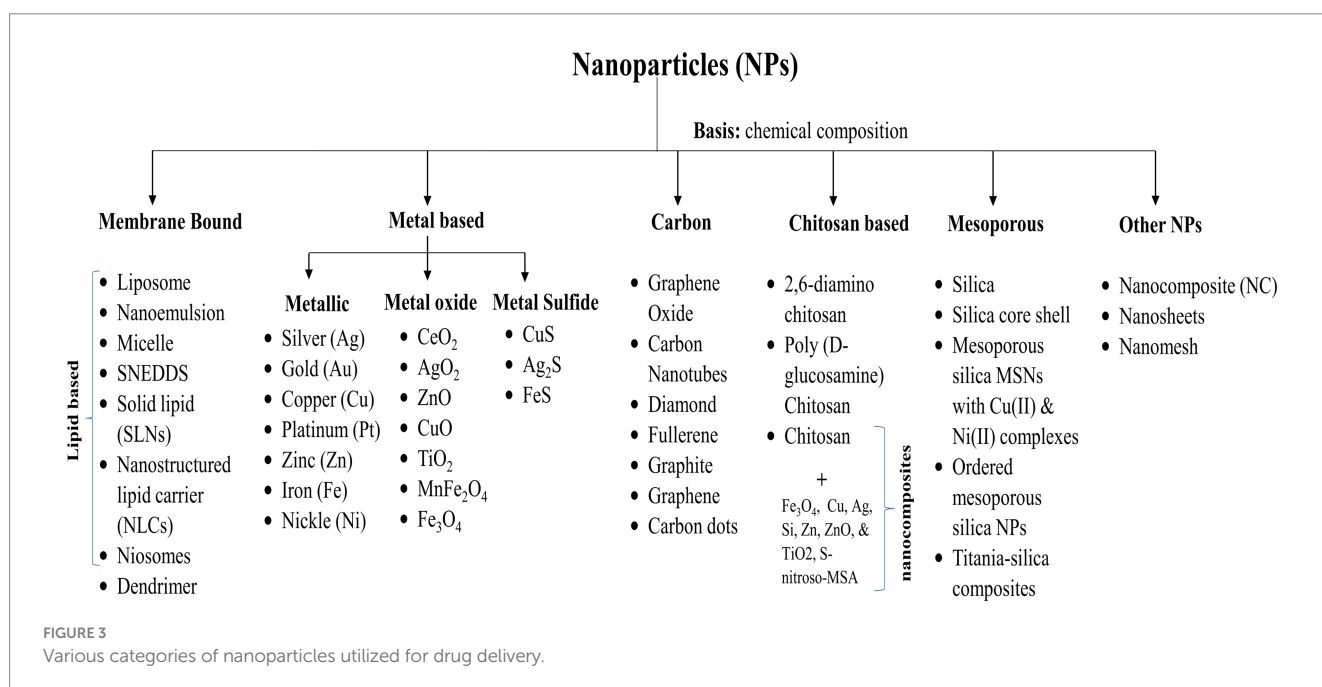 Nanoparticles (NPs)
Basis: chemical composition
Membrane Bound
Lipid based
• Liposome
• Nanoemulsion
• Micelle
• SNEDDS
• Solid lipid
(SLNs)
• Nanostructured
lipid carrier
(NLCs)
• Niosomes
• Dendrimer
Metal based
Metallic
• Silver (Ag)
• Gold (Au)
• Copper (Cu)
• Platinum (Pt)
• Zinc (Zn)
• Iron (Fe)
• Nickle (Ni)
Metal oxide
• CeO₂
• AgO₂
• ZnO
• CuO
• TiO₂
• MnFe₂O₄
• Fe₃O₄
Metal Sulfide
• CuS
• Ag₂S
• FeS
Carbon
• Graphene
Oxide
• Carbon
Nanotubes
• Diamond
• Fullerene
• Graphite
• Graphene
• Carbon dots
Chitosan based
• 2,6-diamino
chitosan
• Poly (D-
glucosamine)
Chitosan
• Chitosan
+
Fe₃O₄, Cu, Ag,
Si, Zn, ZnO, &
TiO2, S-
nitroso-MSA
nanocomposites
Mesoporous
• Silica
• Silica core shell
• Mesoporous
silica MSNs
with Cu(II) &
Ni(II) complexes
• Ordered
mesoporous
silica NPs
• Titania-silica
composites
Other NPs
• Nanocomposite (NC)
• Nanosheets
• Nanomesh
FIGURE 3
Various categories of nanoparticles utilized for drug delivery.